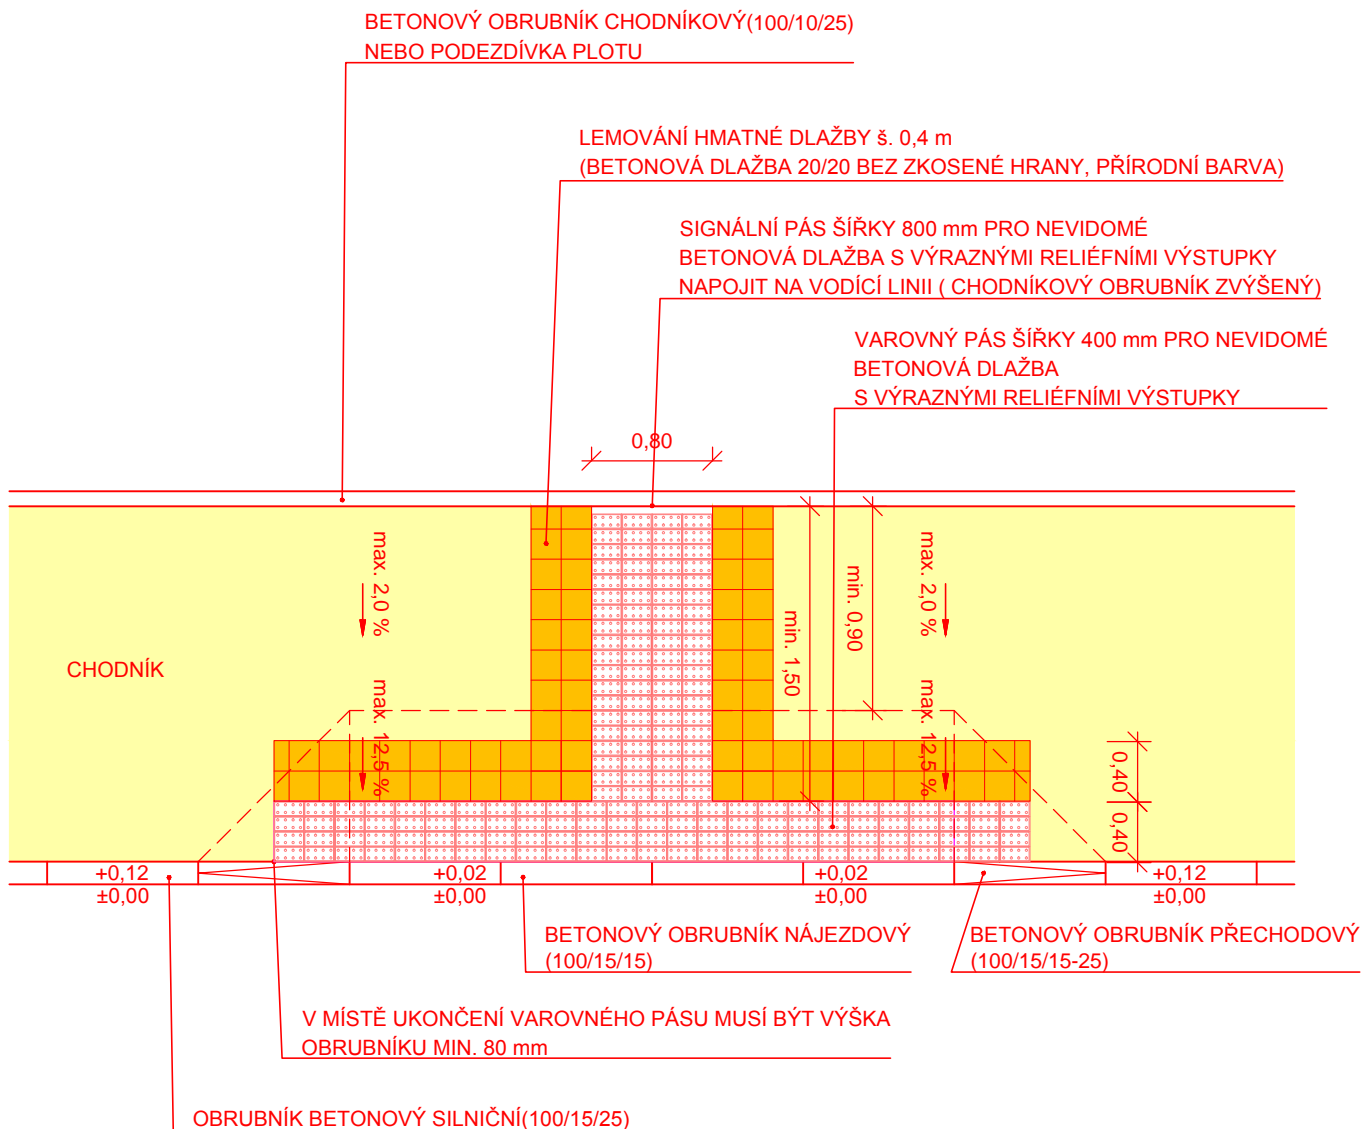 BETONOVÝ OBRUBNÍK CHODNÍKOVÝ(100/10/25)
NEBO PODEZDÍVKA PLOTU
LEMOVÁNÍ HMATNÉ DLAŽBY š. 0,4 m
(BETONOVÁ DLAŽBA 20/20 BEZ ZKOSENÉ HRANY, PŘÍRODNÍ BARVA)
SIGNÁLNÍ PÁS ŠÍŘKY 800 mm PRO NEVIDOMÉ
BETONOVÁ DLAŽBA S VÝRAZNÝMI RELIÉFNÍMI VÝSTUPKY
NAPOJIT NA VODÍCÍ LINII ( CHODNÍKOVÝ OBRUBNÍK ZVÝŠENÝ)
VAROVNÝ PÁS ŠÍŘKY 400 mm PRO NEVIDOMÉ
BETONOVÁ DLAŽBA
S VÝRAZNÝMI RELIÉFNÍMI VÝSTUPKY
0,80
max. 2,0 %
min. 1,50
min. 0,90
max. 2,0 %
CHODNÍK
max. 12,5 %
max. 12,5 %
0,40
0,40
+0,12
±0,00
+0,02
±0,00
+0,02
±0,00
+0,12
±0,00
BETONOVÝ OBRUBNÍK NÁJEZDOVÝ
(100/15/15)
BETONOVÝ OBRUBNÍK PŘECHODOVÝ
(100/15/15-25)
V MÍSTĚ UKONČENÍ VAROVNÉHO PÁSU MUSÍ BÝT VÝŠKA
OBRUBNÍKU MIN. 80 mm
OBRUBNÍK BETONOVÝ SILNIČNÍ(100/15/25)